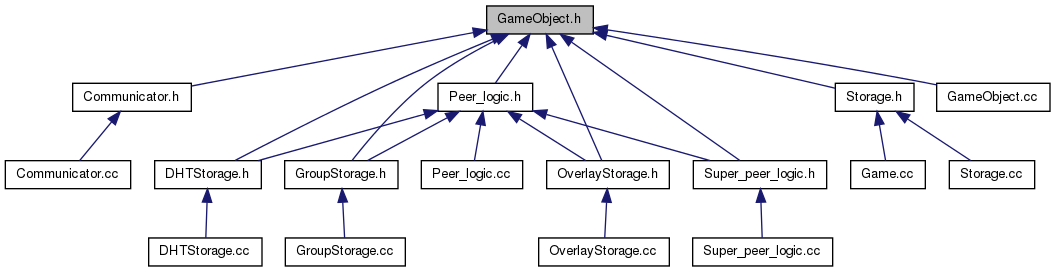 GameObject.h
Communicator.h
Peer_logic.h
Storage.h
GameObject.cc
Communicator.cc
DHTStorage.h
GroupStorage.h
Peer_logic.cc
OverlayStorage.h
Super_peer_logic.h
Game.cc
Storage.cc
DHTStorage.cc
GroupStorage.cc
OverlayStorage.cc
Super_peer_logic.cc